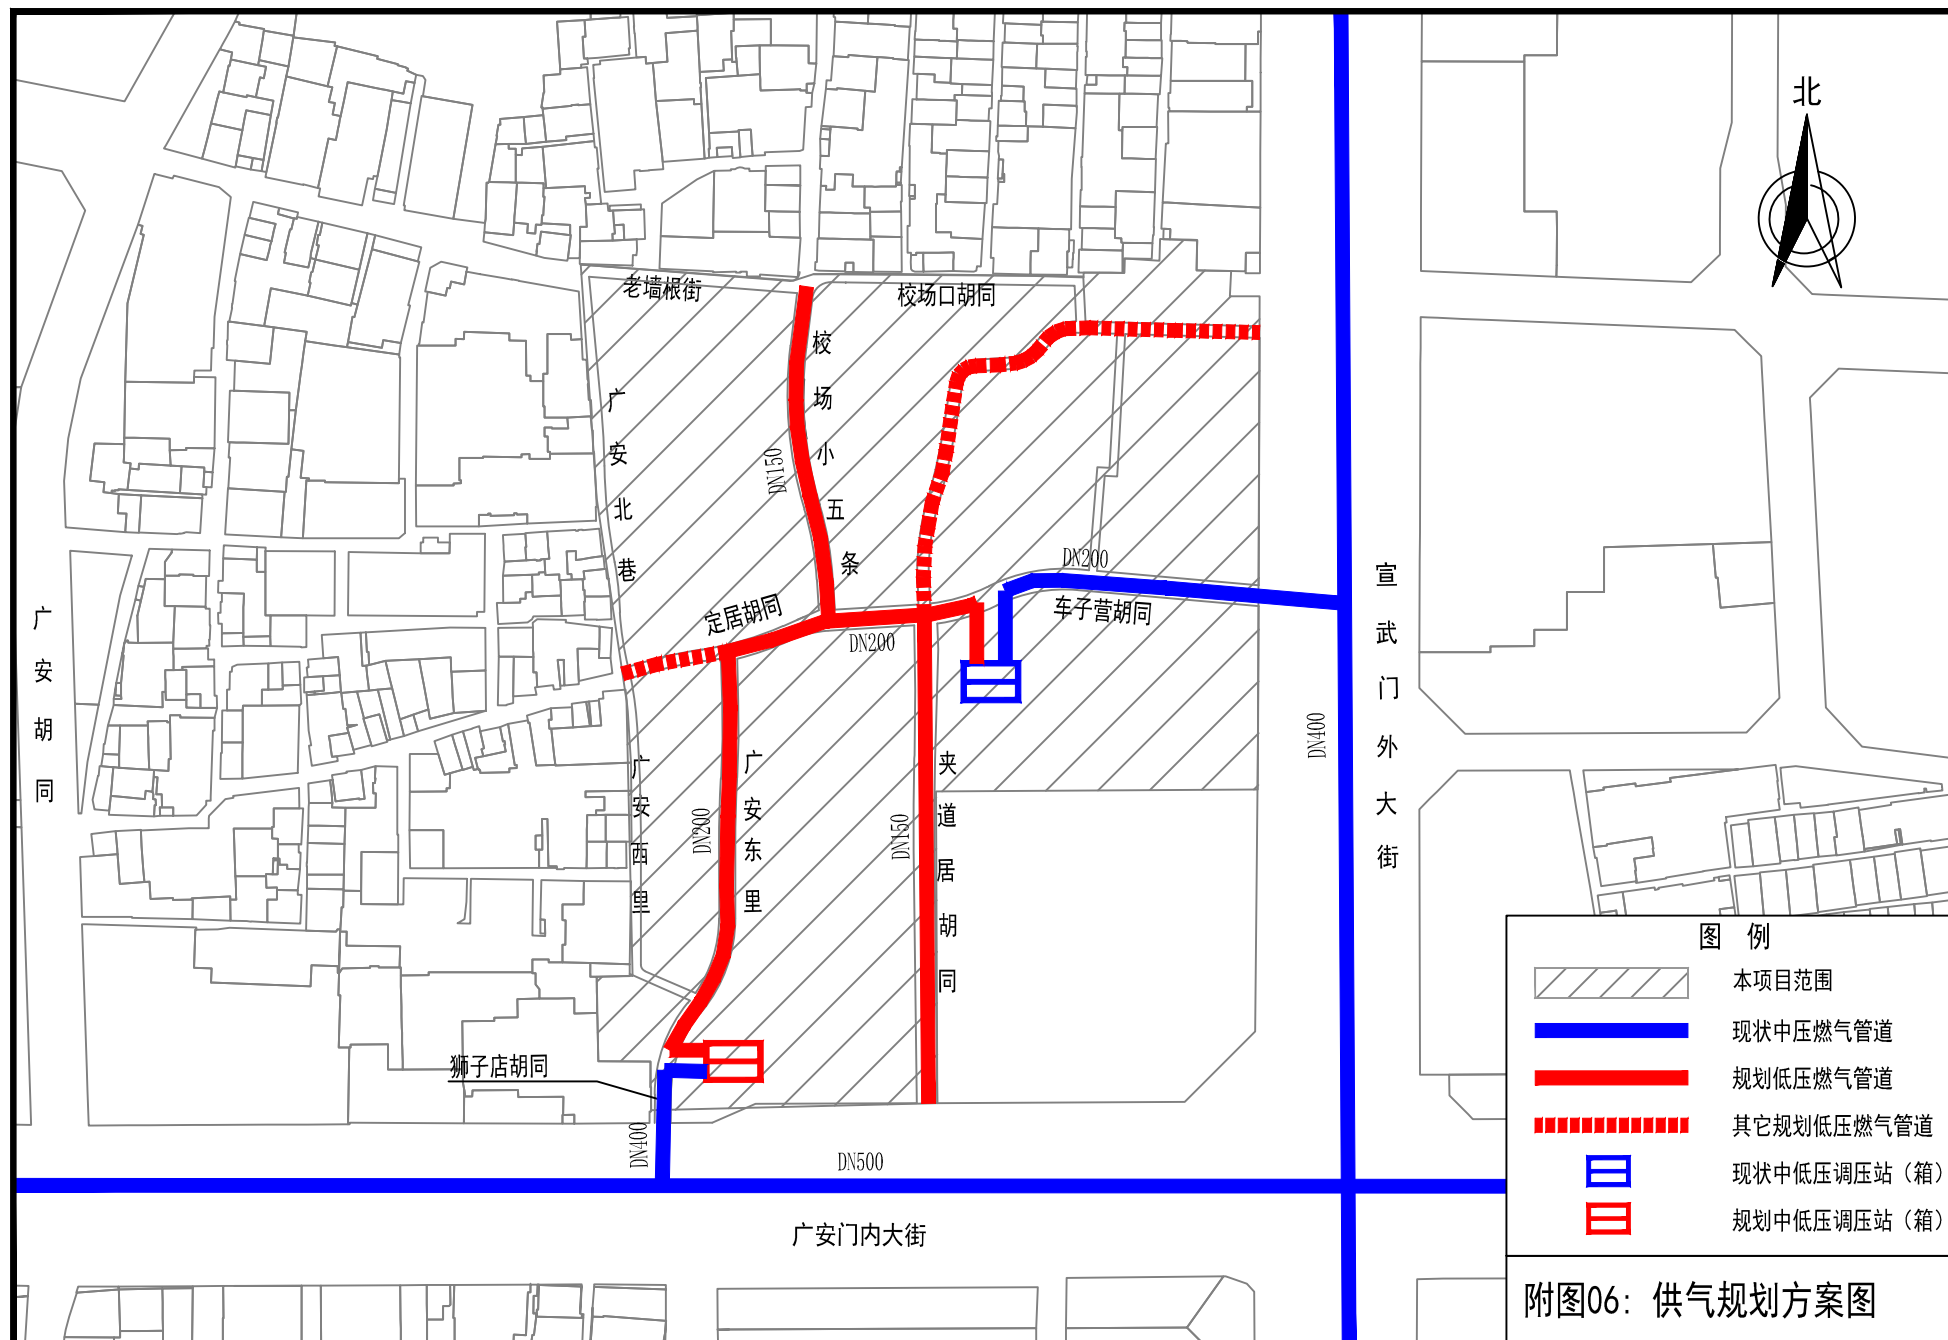 北
老墙根街
校场口胡同
校场小五条
广安北巷
DN150
DN200
车子营胡同
定居胡同
DN200
宣武门外大街
DN400
广安胡同
广安西里
DN200
广安东里
DN150
夹道居胡同
狮子店胡同
DN400
DN500
广安门内大街
图 例
本项目范围
现状中压燃气管道
规划低压燃气管道
其它规划低压燃气管道
现状中低压调压站（箱）
规划中低压调压站（箱）
附图06：供气规划方案图